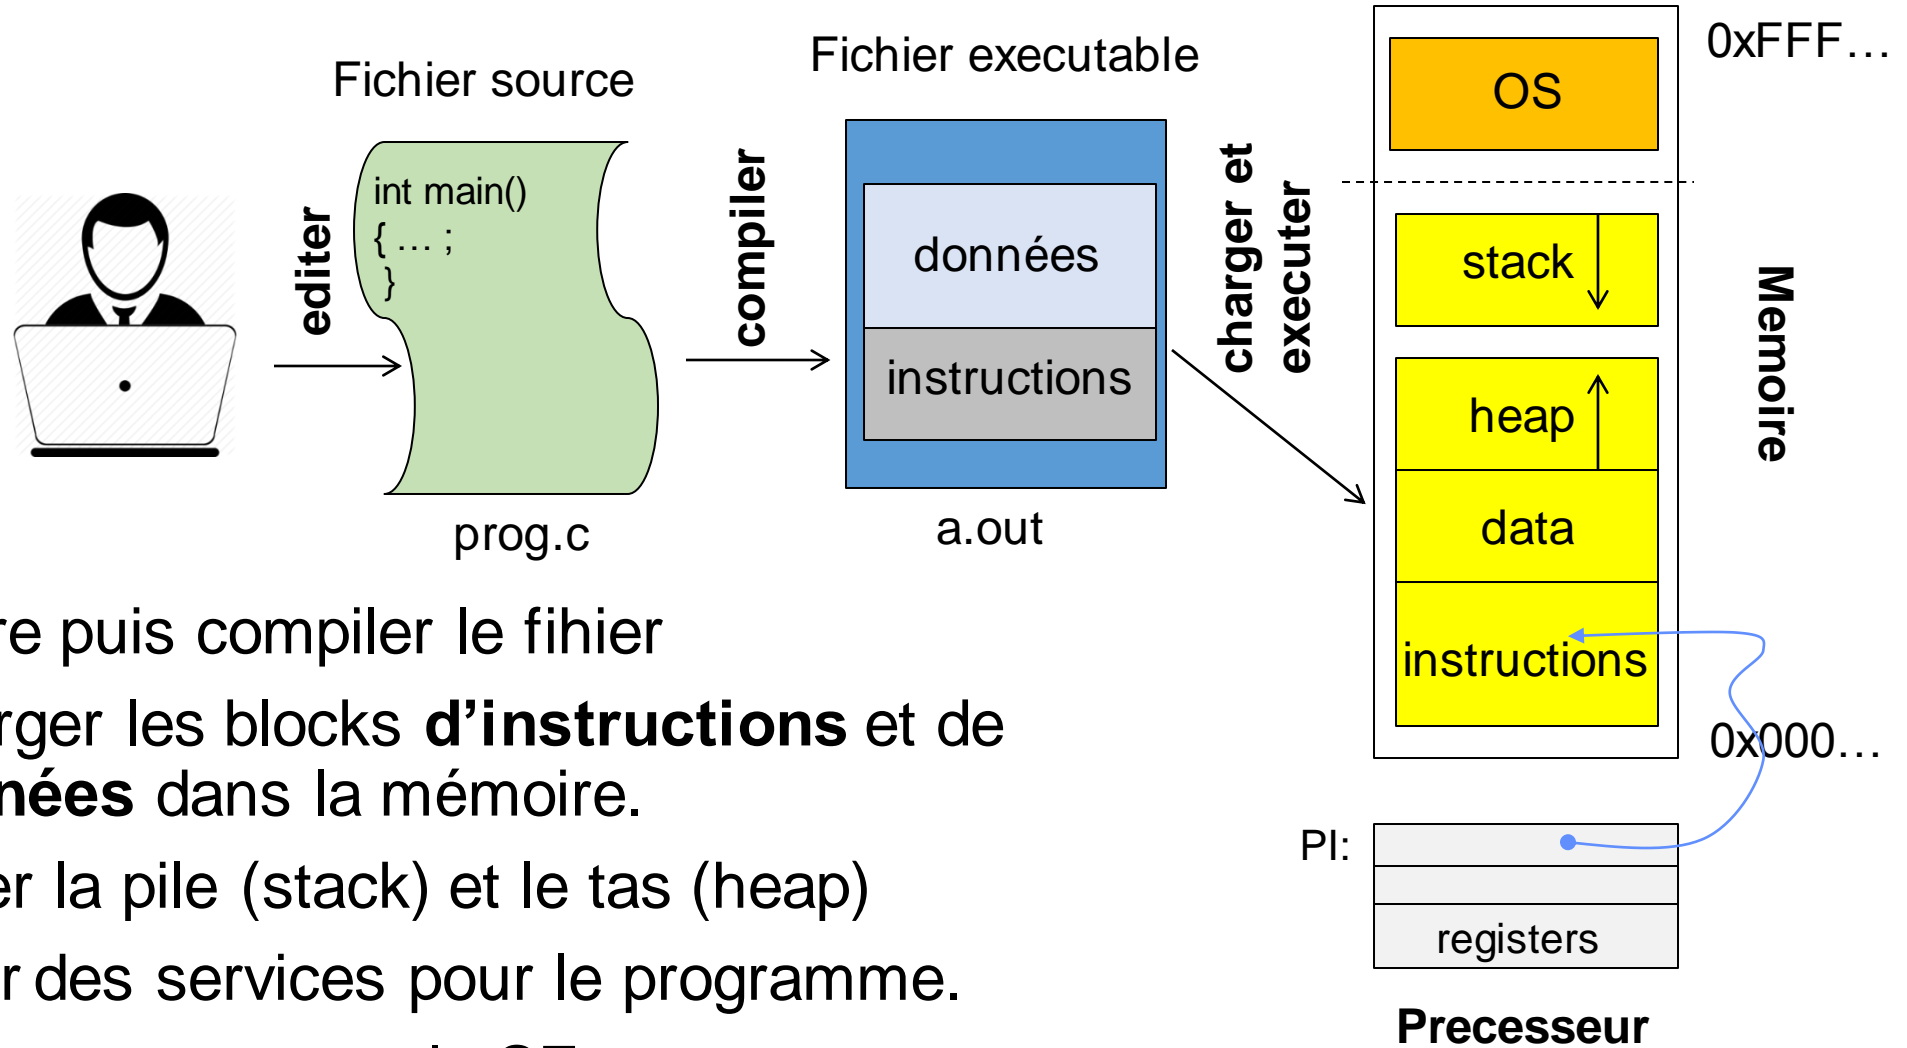 Fichier source
Fichier executable
0xFFF…
OS
editer
int main()
{ … ;
}
compiler
données
instructions
charger et
executer
stack
heap
data
instructions
Memoire
prog.c
a.out
0x000…
re puis compiler le fihier
rger les blocks d’instructions et de
nées dans la mémoire.
er la pile (stack) et le tas (heap)
r des services pour le programme.
PI:
registers
Precesseur